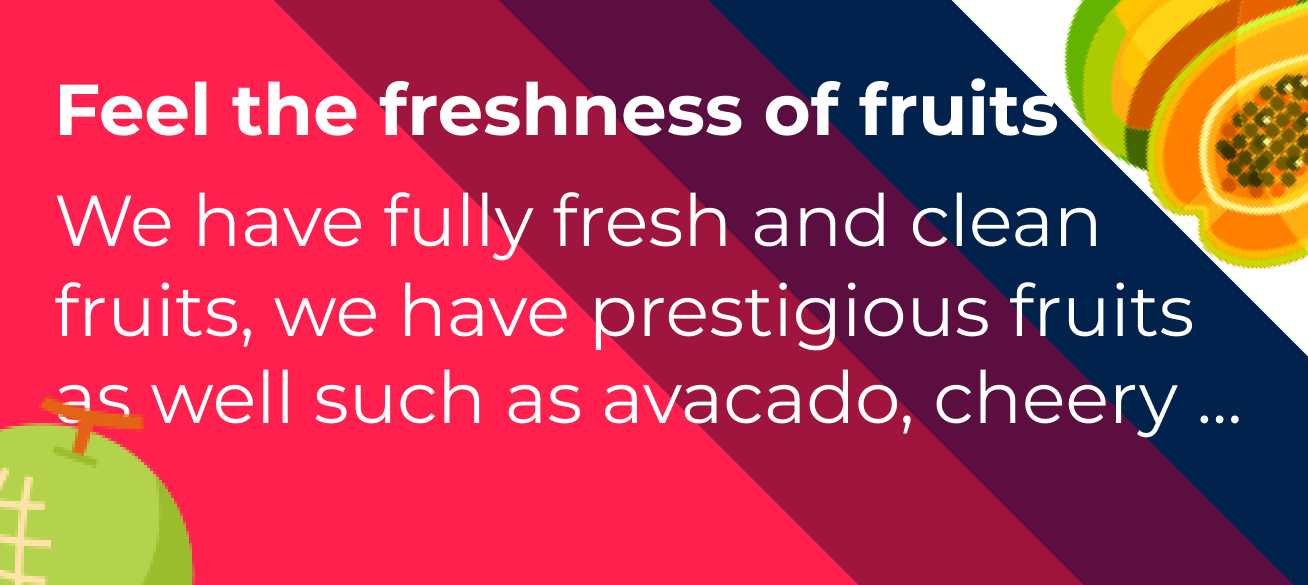 Feel the freshness of fruits
We have fully fresh and clean
fruits, we have prestigious fruits
as well such as avacado, cheery ...